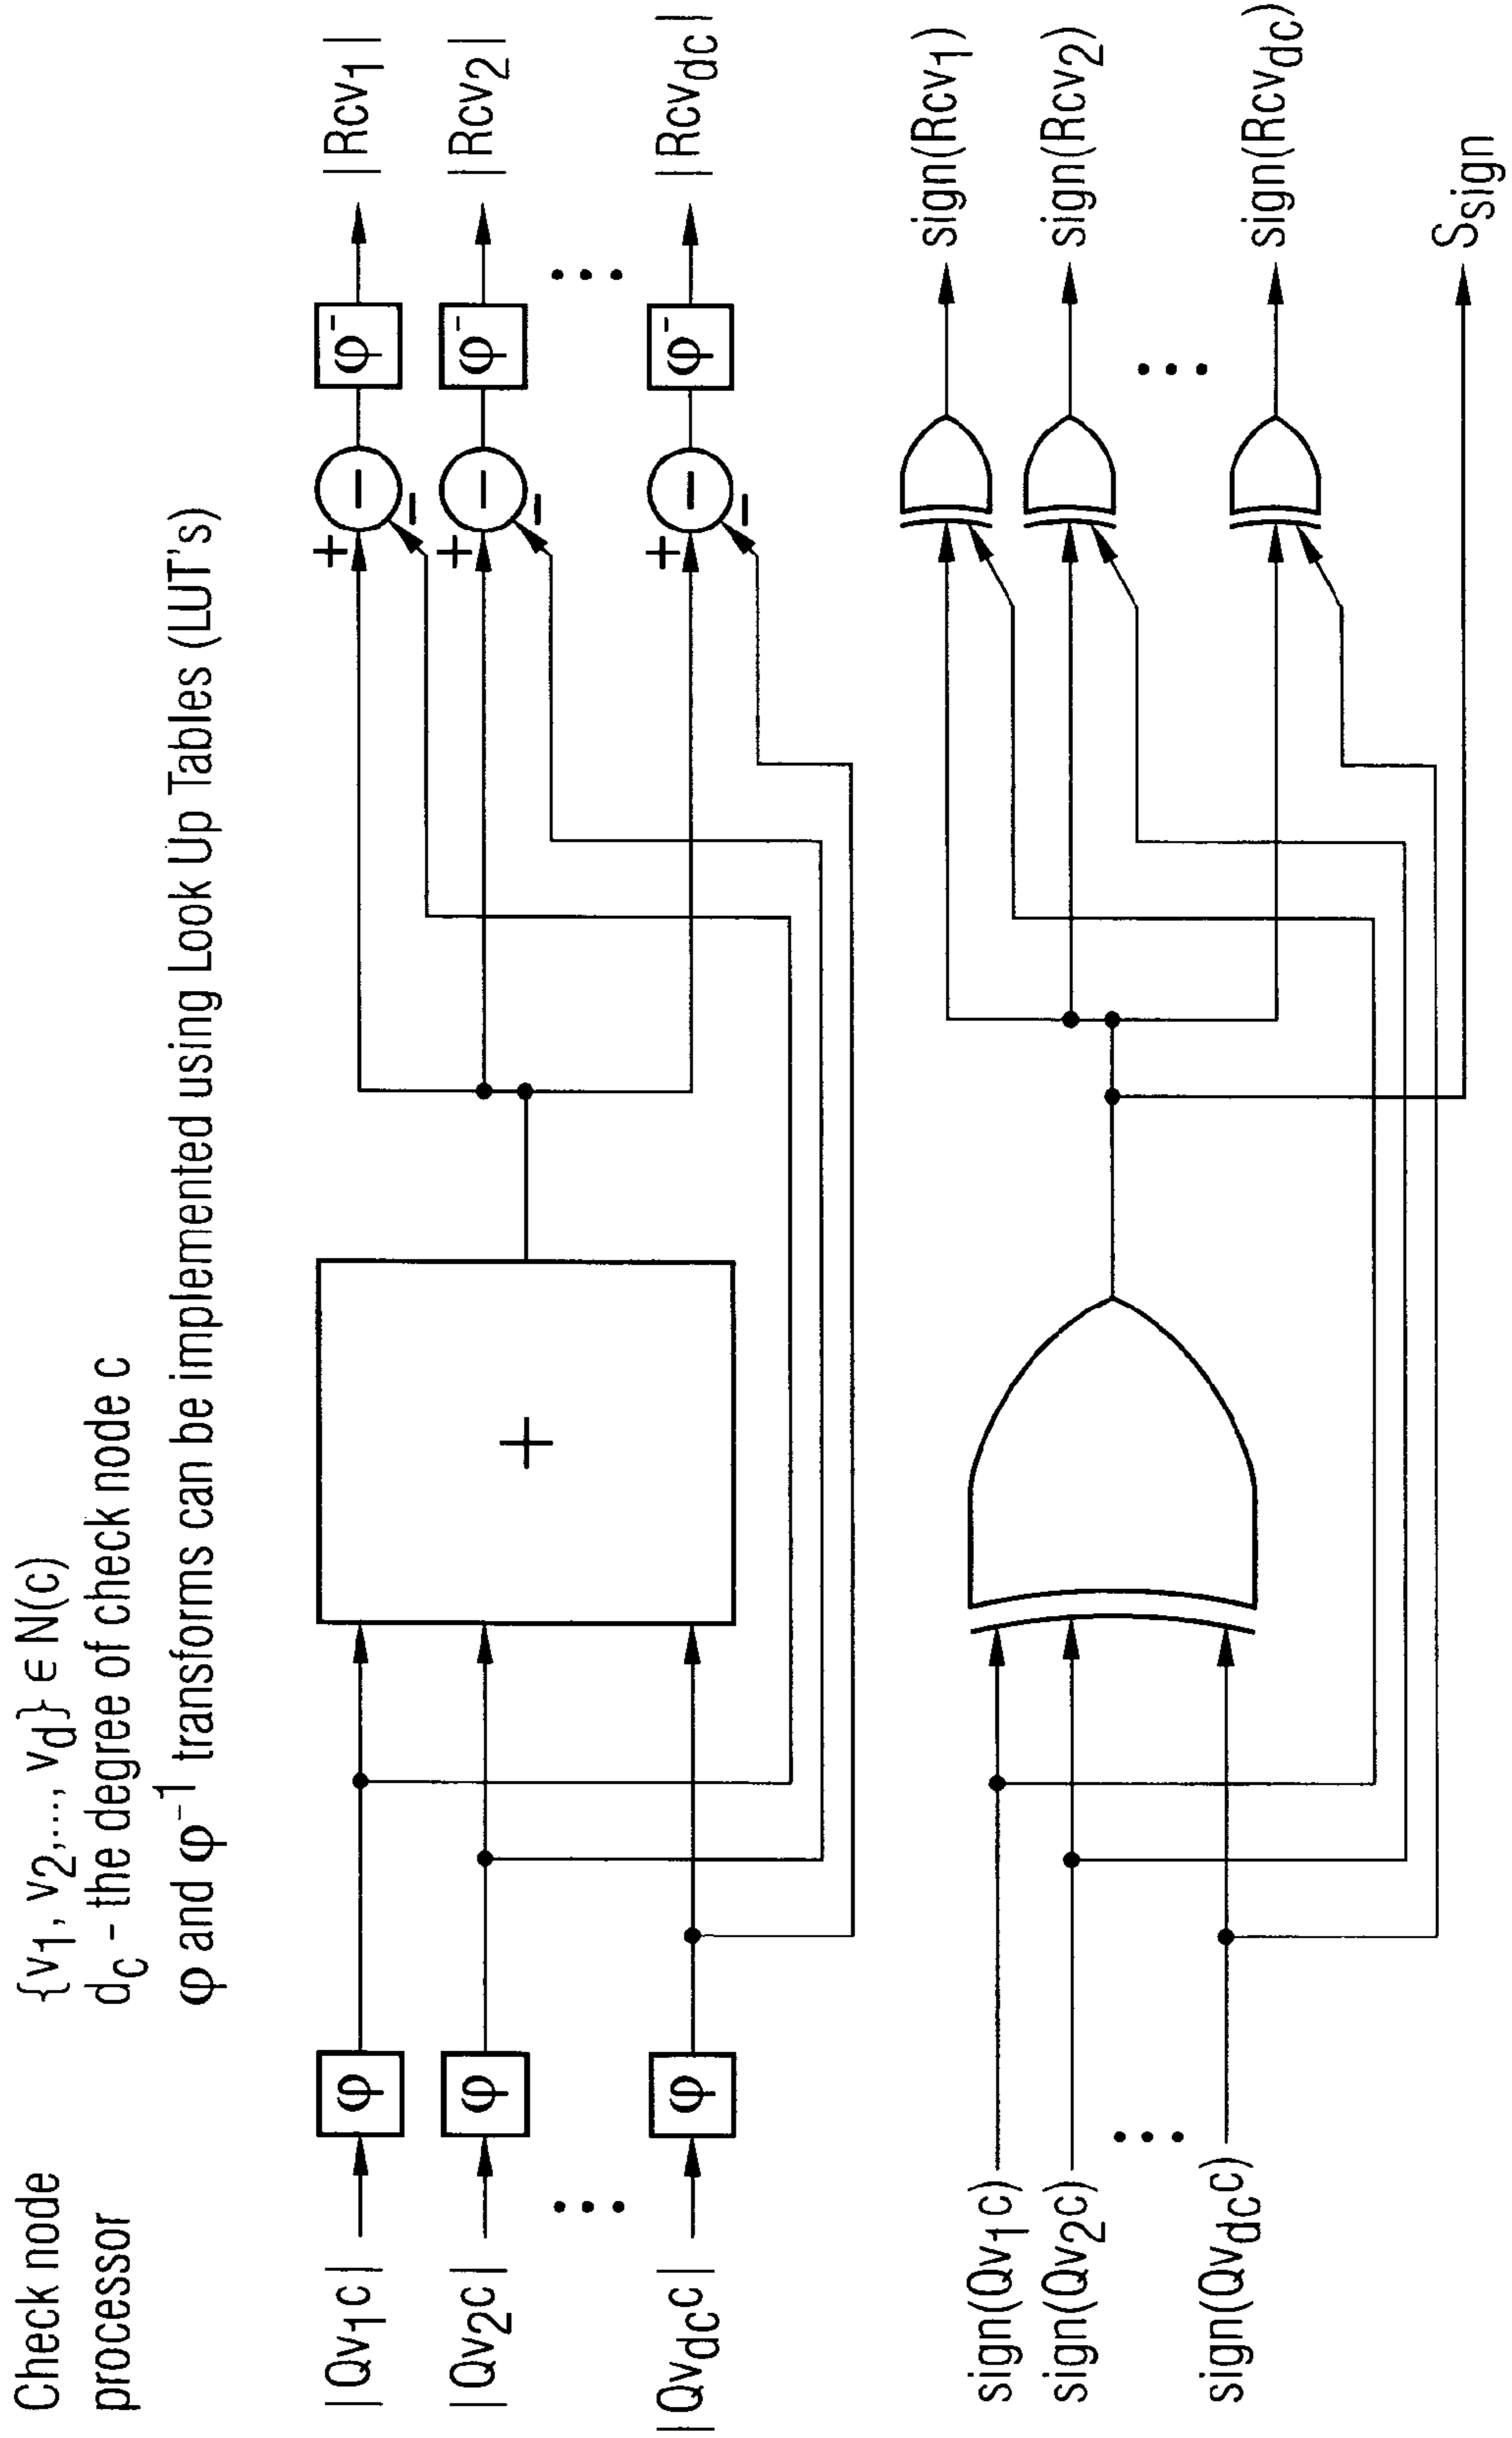 Check node
processor
{v1, v2,..., vd} ∈ N(c)
dc - the degree of check node c
φ and φ−1 transforms can be implemented using Look Up Tables (LUT's)
|Qv1c|
φ
+
+
−
−
φ-
|Rcv1|
|Qv2c|
φ
+
−
−
φ-
|Rcv2|
...
...
|Qvdcc|
φ
+
−
−
φ-
|Rcvdc|
sign(Qv1c)
sign(Rcv1)
sign(Qv2c)
sign(Rcv2)
...
...
sign(Qvdcc)
sign(Rcvdc)
Ssign